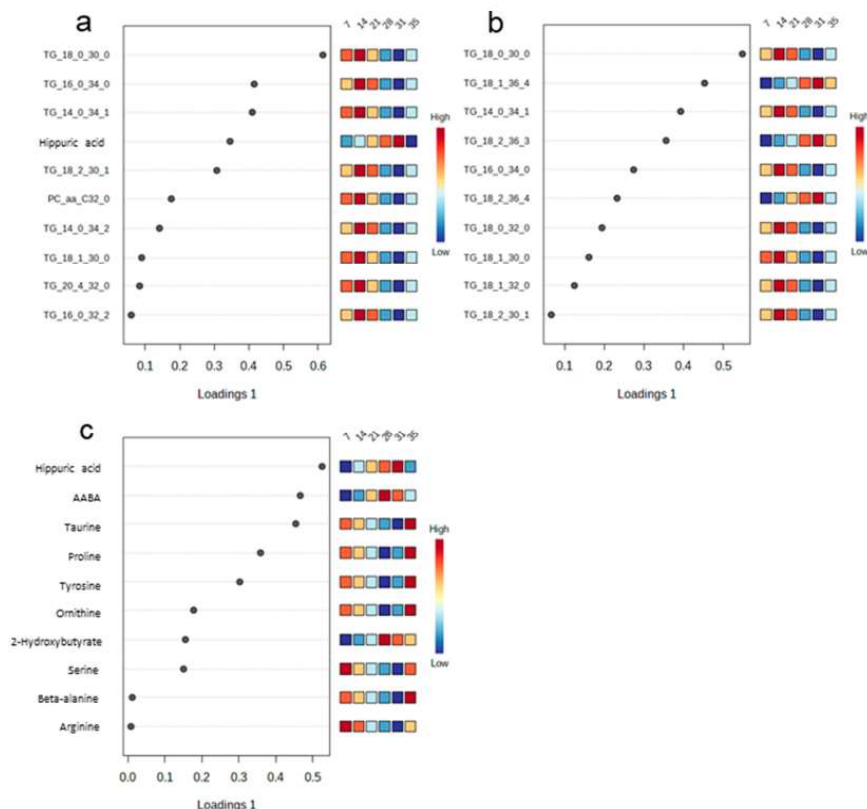 a
7 14 21 28 31 35
TG_18_0_30_0
TG_16_0_34_0
TG_14_0_34_1
Hippuric acid
TG_18_2_30_1
PC_aa_C32_0
TG_14_0_34_2
TG_18_1_30_0
TG_20_4_32_0
TG_16_0_32_2
High
Low
0.1 0.2 0.3 0.4 0.5 0.6
Loadings 1
b
7 14 21 28 31 35
TG_18_0_30_0
TG_18_1_36_4
TG_14_0_34_1
TG_18_2_36_3
TG_16_0_34_0
TG_18_2_36_4
TG_18_0_32_0
TG_18_1_30_0
TG_18_1_32_0
TG_18_2_30_1
High
Low
0.1 0.2 0.3 0.4 0.5
Loadings 1
c
7 14 21 28 31 35
Hippuric acid
AABA
Taurine
Proline
Tyrosine
Ornithine
2-Hydroxybutyrate
Serine
Beta-alanine
Arginine
High
Low
0.0 0.1 0.2 0.3 0.4 0.5
Loadings 1